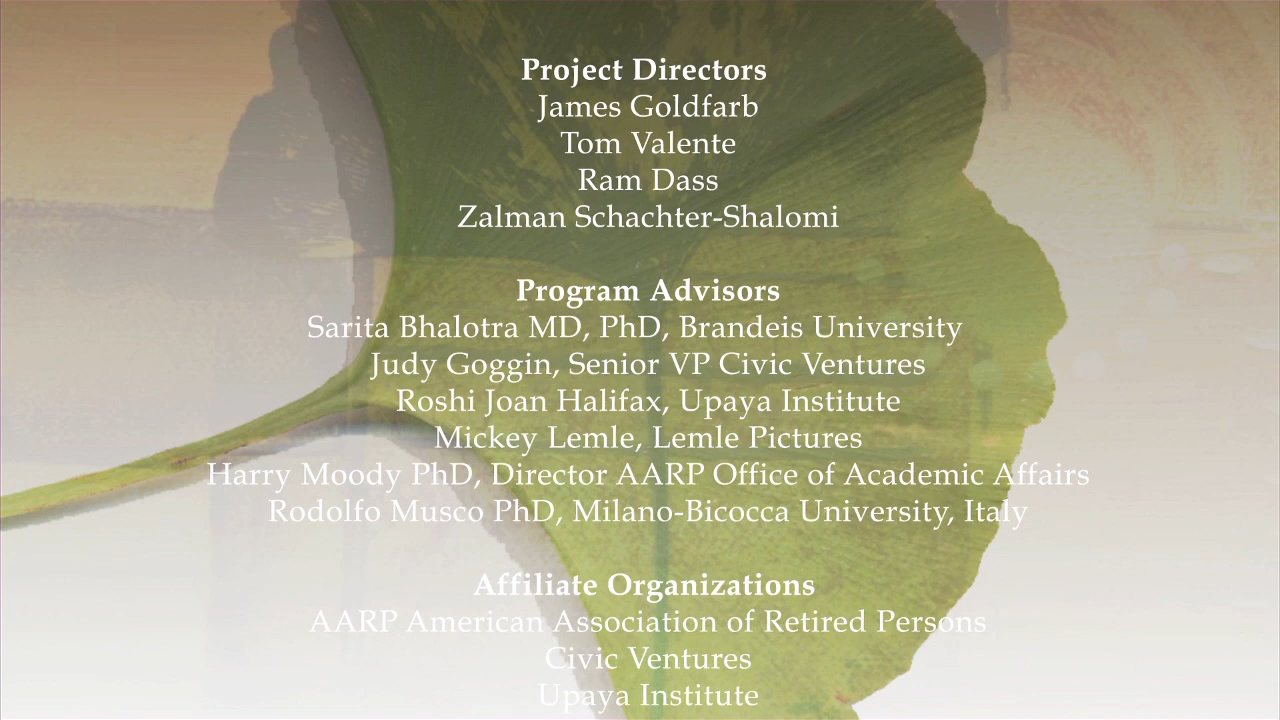 Project Directors
James Goldfarb
Tom Valente
Ram Dass
Zalman Schachter-Shalomi
Program Advisors
Sarita Bhalotra MD, PhD, Brandeis University
Judy Goggin, Senior VP Civic Ventures
Roshi Joan Halifax, Upaya Institute
Mickey Lemle, Lemle Pictures
Harry Moody PhD, Director AARP Office of Academic Affairs
Rodolfo Musco PhD, Milano-Bicocca University, Italy
Affiliate Organizations
AARP American Association of Retired Persons
Civic Ventures
Upaya Institute